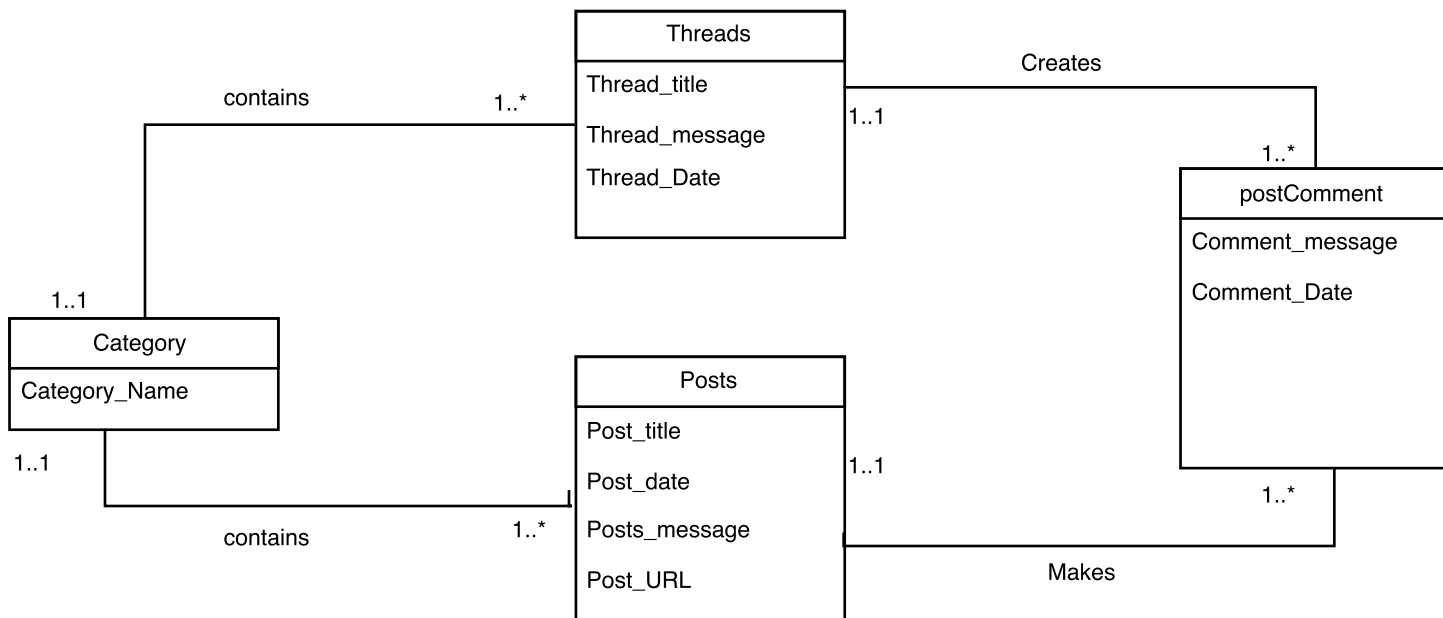 Threads
Thread_title
Thread_message
Thread_Date
Creates
1..1
1..*
contains
1..*
1..1
postComment
Comment_message
Comment_Date
Category
Category_Name
1..1
contains
1..*
Posts
Post_title
Post_date
Posts_message
Post_URL
1..1
1..*
Makes